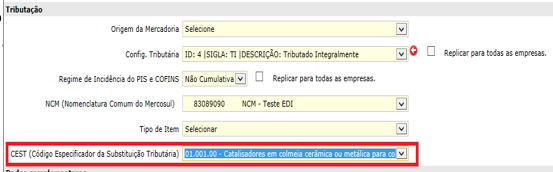 Tributação
Origem da Mercadoria Selecione
Config. Tributária ID: 4 |SIGLA: TI |DESCRIÇÃO: Tributado Integralmente Replicar para todas as empresas.
Regime de Incidência do PIS e COFINS Não Cumulativa Replicar para todas as empresas.
NCM (Nomenclatura Comum do Mercosul) 83089090 NCM - Teste EDI
Tipo de Item Selecionar
CEST (Código Especificador da Substituição Tributária) 01.001.00 - Catalisadores em colmeia cerâmica ou metálica para co